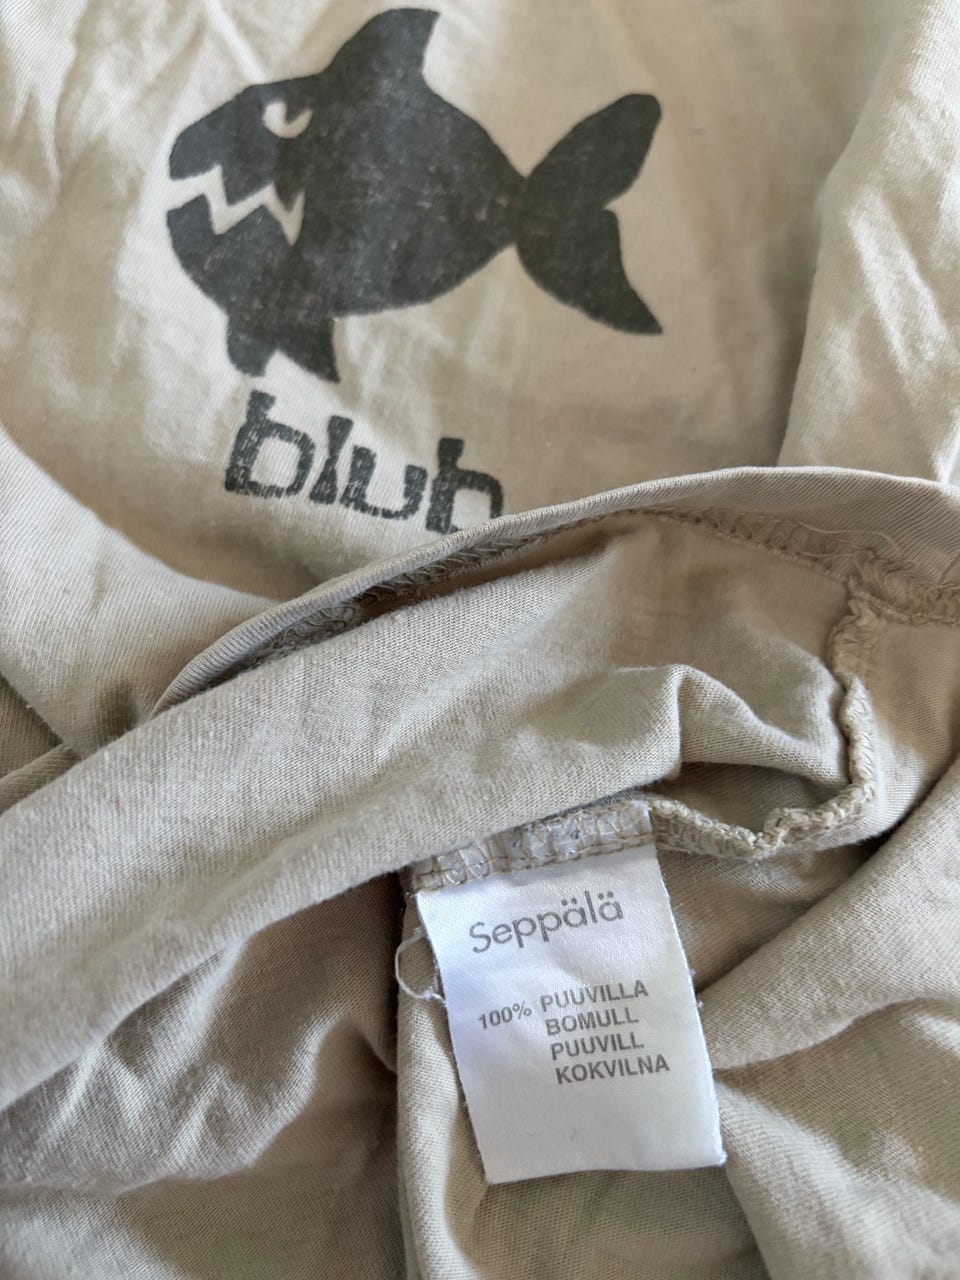 blub
Seppälä
100% PUUVILLA
BOMULL
PUUVILL
KOKVILNA